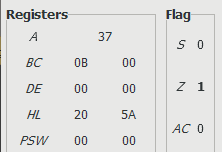 Registers Flag
A 37
S 0
BC 0B 00
DE 00 00
Z 1
HL 20 5A
AC 0
PSW 00 00